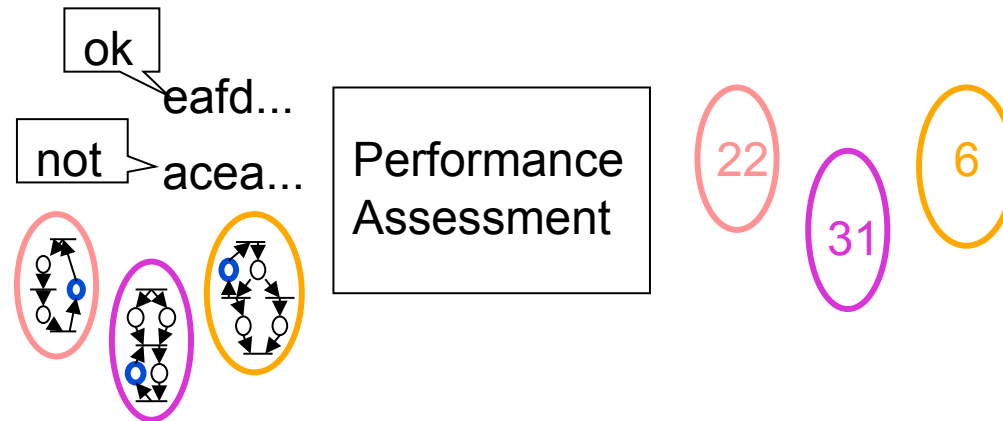 ok
eafd...
not
acea...
Performance
Assessment
22
31
6